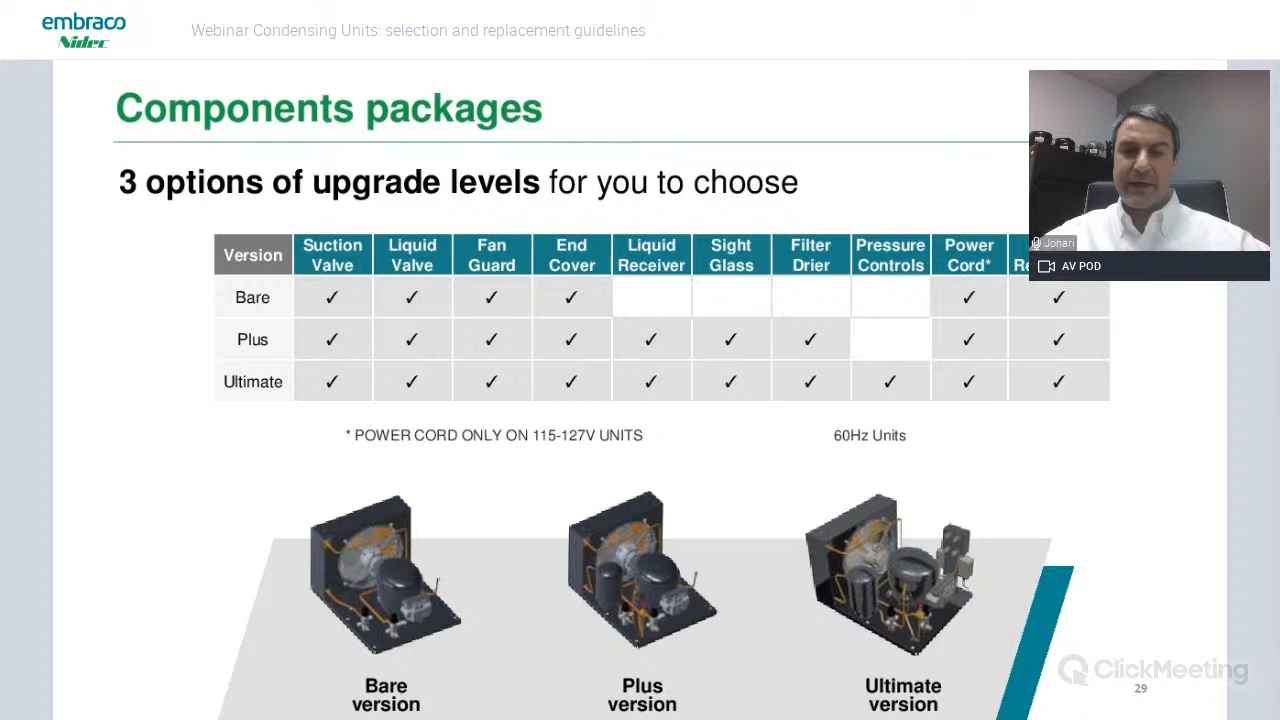 embraco
Nidec
Webinar Condensing Units: selection and replacement guidelines
Components packages
3 options of upgrade levels for you to choose
Version Suction Valve Liquid Valve Fan Guard End Cover Liquid Receiver Sight Glass Filter Drier Pressure Controls Power Cord*
Bare ✓ ✓ ✓ ✓ ✓ ✓
Plus ✓ ✓ ✓ ✓ ✓ ✓ ✓ ✓ ✓
Ultimate ✓ ✓ ✓ ✓ ✓ ✓ ✓ ✓ ✓ ✓
* POWER CORD ONLY ON 115-127V UNITS
60Hz Units
Bare
version
Plus
version
Ultimate
version
Johari
AV POD
ClickMeeting
29